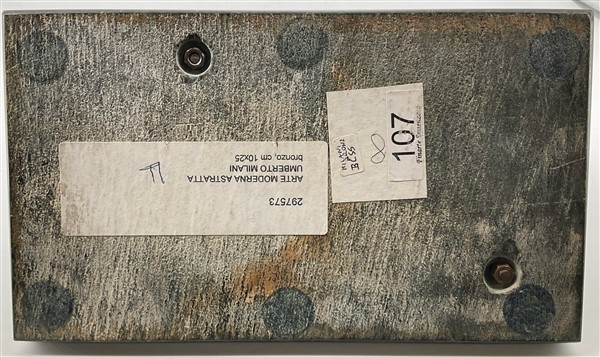 297573
ARTE MODERNA ASTRATTA
UMBERTO MILANI
bronzo, cm 10x25
107